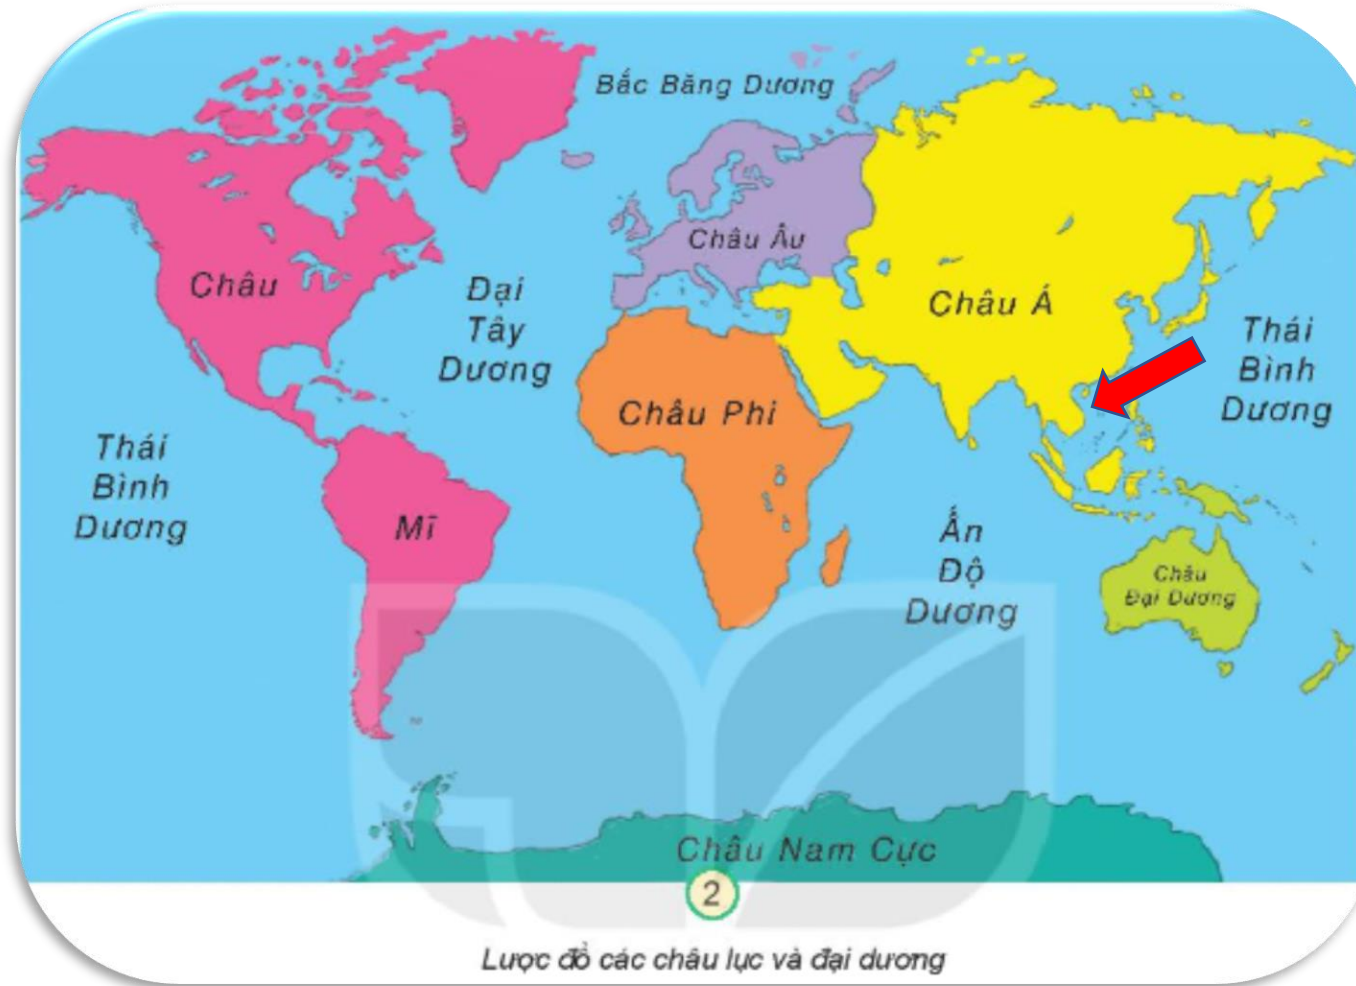 Bắc Băng Dương
Châu Âu
Châu
Đại
Tây
Dương
Châu Á
Thái
Bình
Dương
Châu Phi
Thái
Bình
Dương
Mĩ
Ấn
Độ
Dương
Châu
Đại Dương
Châu Nam Cực
2
Lược đồ các châu lục và đại dương